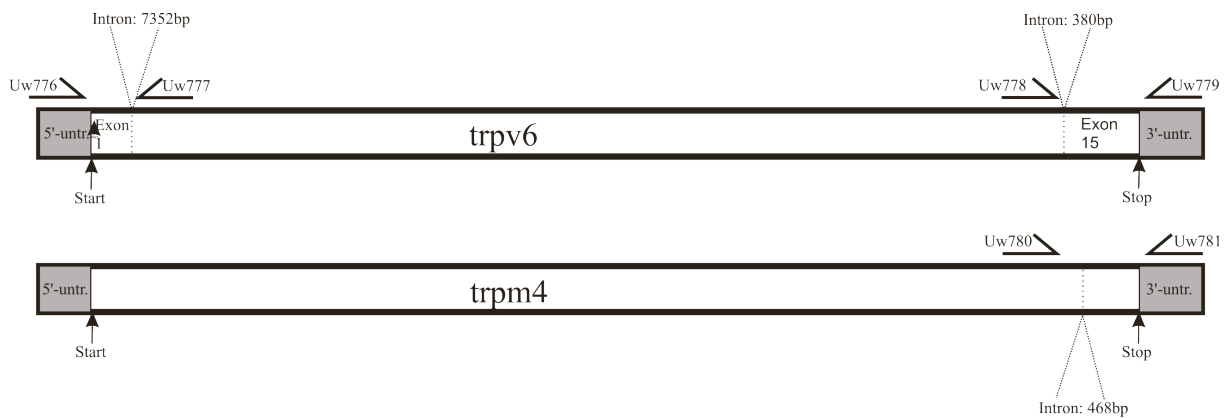 Intron: 7352bp
Intron: 380bp
Uw776
Uw777
Uw778
Uw779
5'-untr.
Exon
1
trpv6
Exon
15
3'-untr.
Start
Stop
Uw780
Uw781
5'-untr.
trpm4
3'-untr.
Start
Stop
Intron: 468bp